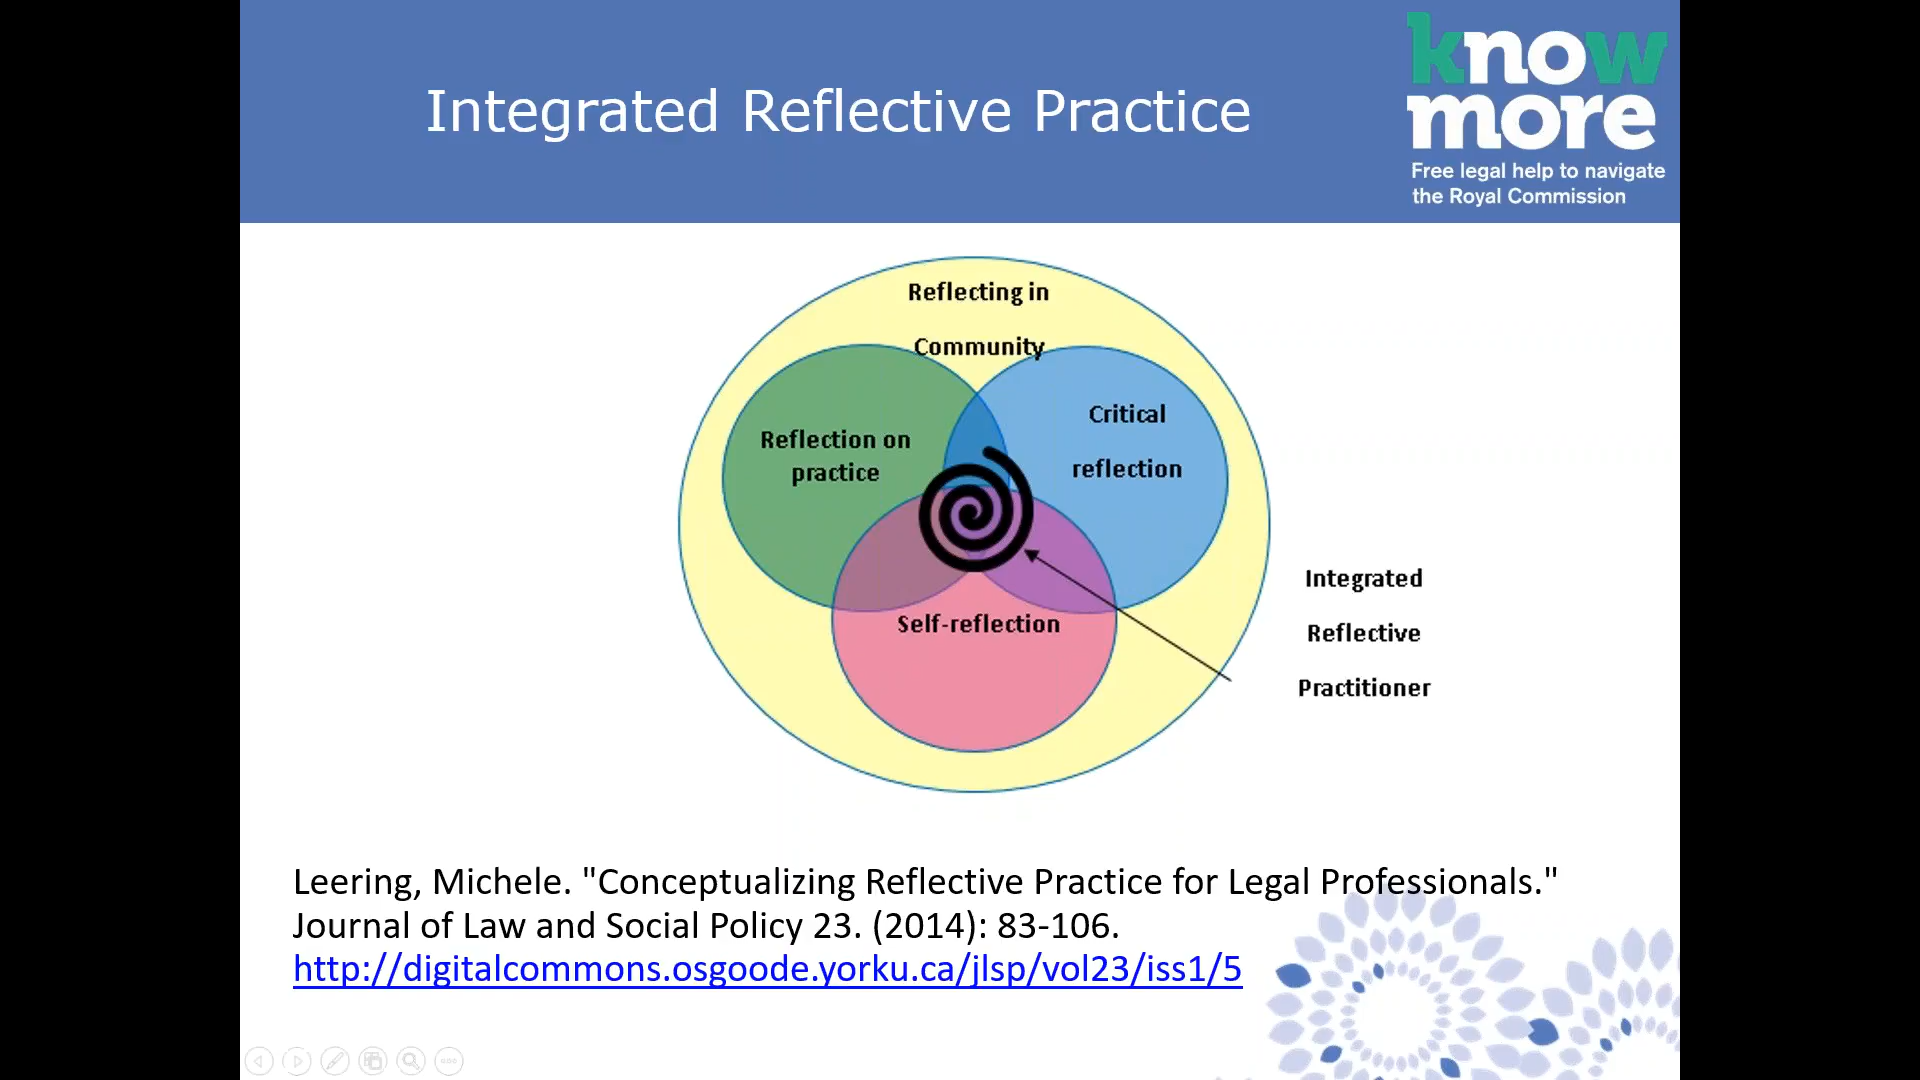 Integrated Reflective Practice
know
more
Free legal help to navigate
the Royal Commission
Reflecting in
Community
Reflection on
practice
Critical
reflection
Self-reflection
Integrated
Reflective
Practitioner
Leering, Michele. "Conceptualizing Reflective Practice for Legal Professionals."
Journal of Law and Social Policy 23. (2014): 83-106.
http://digitalcommons.osgoode.yorku.ca/jlsp/vol23/iss1/5